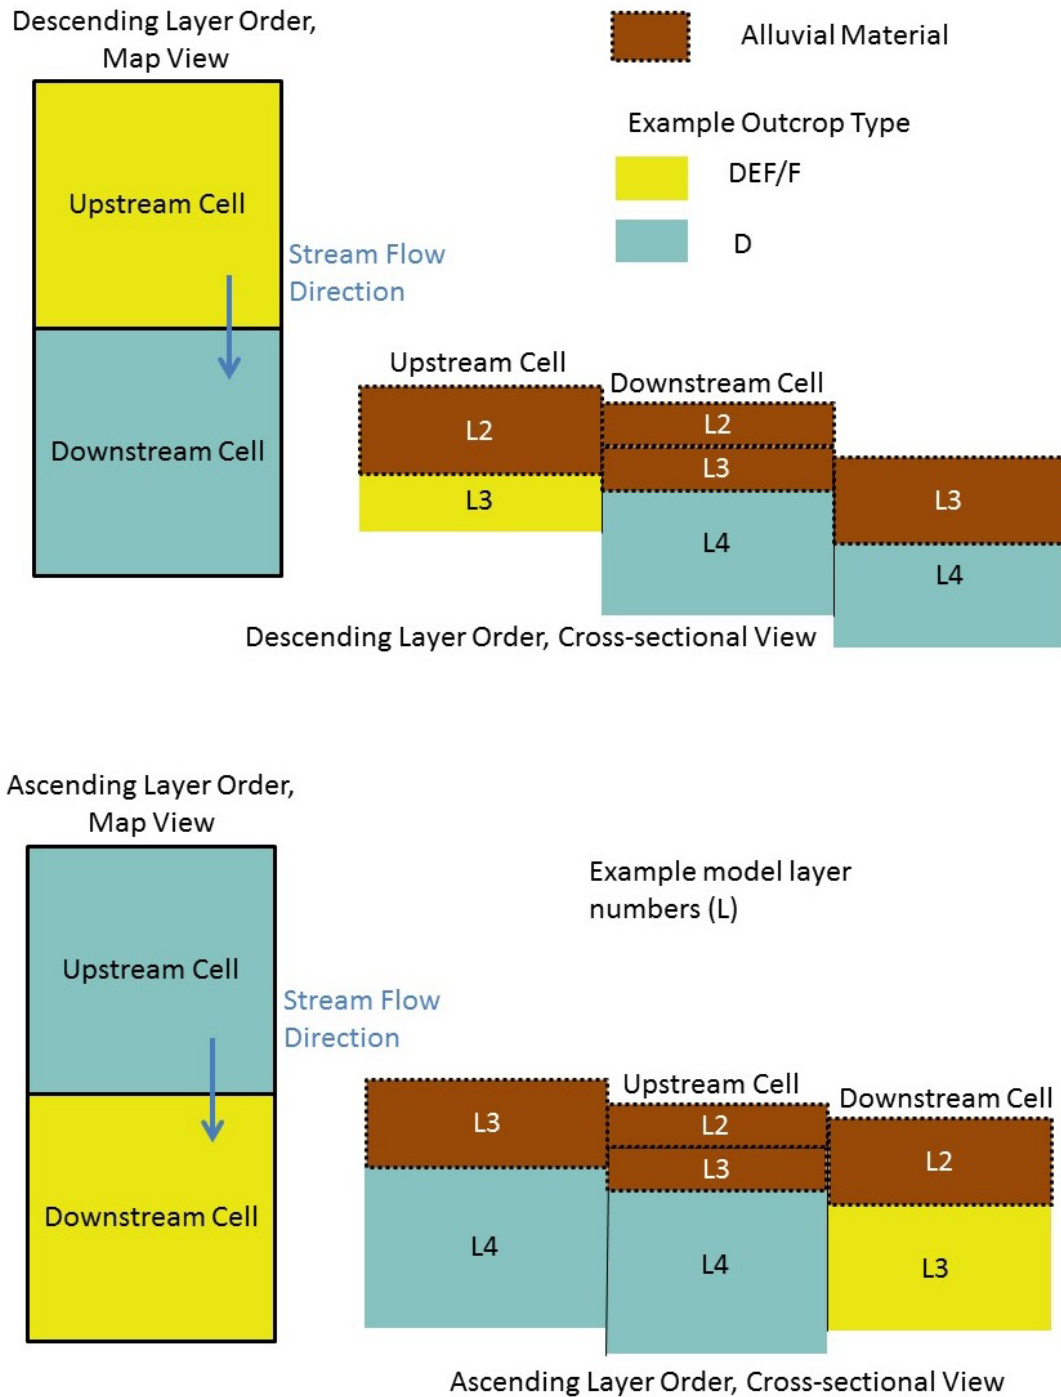 Descending Layer Order,
Map View
Alluvial Material
Example Outcrop Type
DEF/F
D
Upstream Cell
Stream Flow
Direction
Downstream Cell
Upstream Cell
Downstream Cell
L2
L2
L3
L3
L3
L4
L4
Descending Layer Order, Cross-sectional View
Ascending Layer Order,
Map View
Example model layer
numbers (L)
Upstream Cell
Stream Flow
Direction
Downstream Cell
Upstream Cell
Downstream Cell
L3
L2
L2
L3
L4
L4
L3
Ascending Layer Order, Cross-sectional View